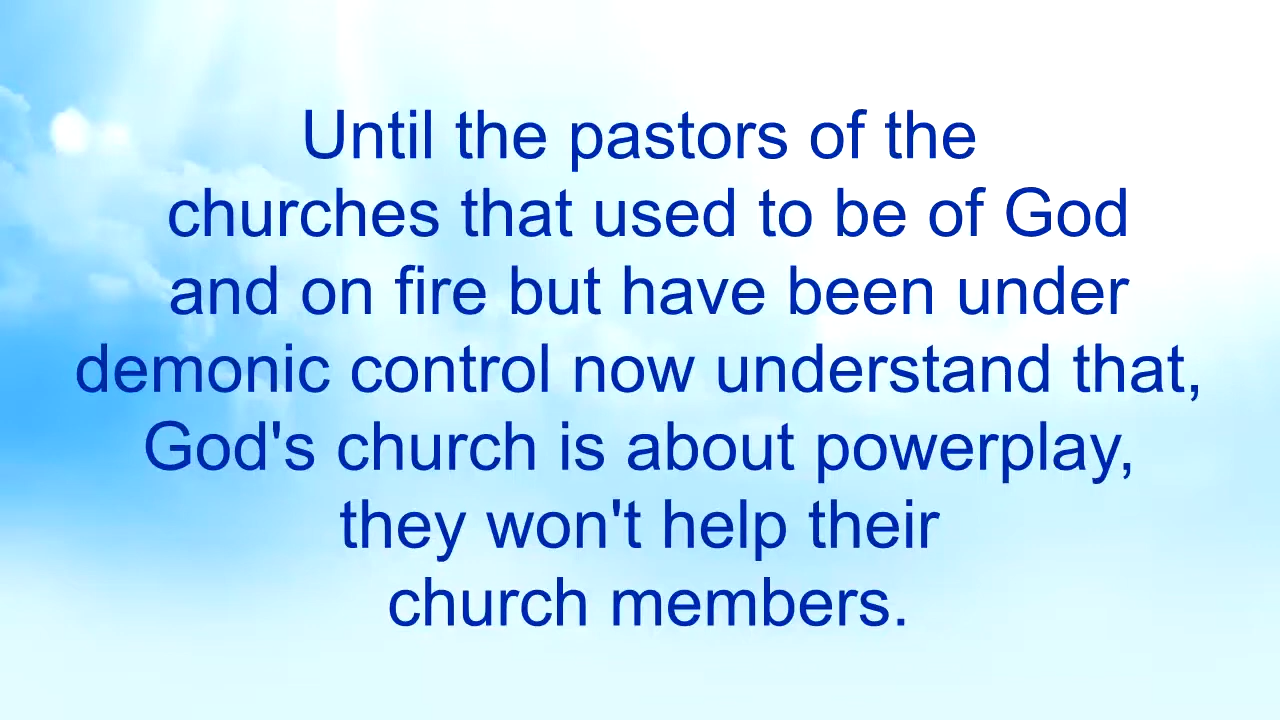 Until the pastors of the
churches that used to be of God
and on fire but have been under
demonic control now understand that,
God's church is about powerplay,
they won't help their
church members.